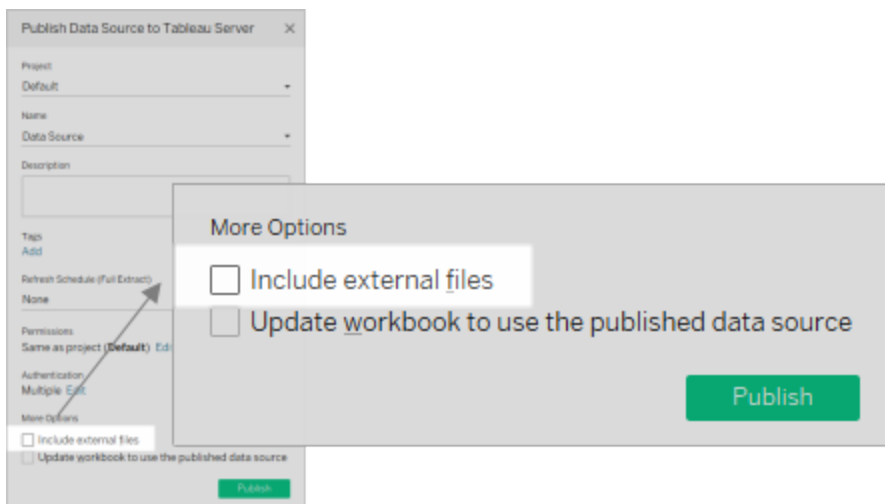 Publish Data Source to Tableau Server
Project
Default
Name
Data Source
Description
Tags
Add
Refresh Schedule (Full Extract)
None
Permissions
Same as project (Default) Edi
Authentication
Multiple Edit
More Options
Include external files
Update workbook to use the published data source
Publish
More Options
Include external files
Update workbook to use the published data source
Publish